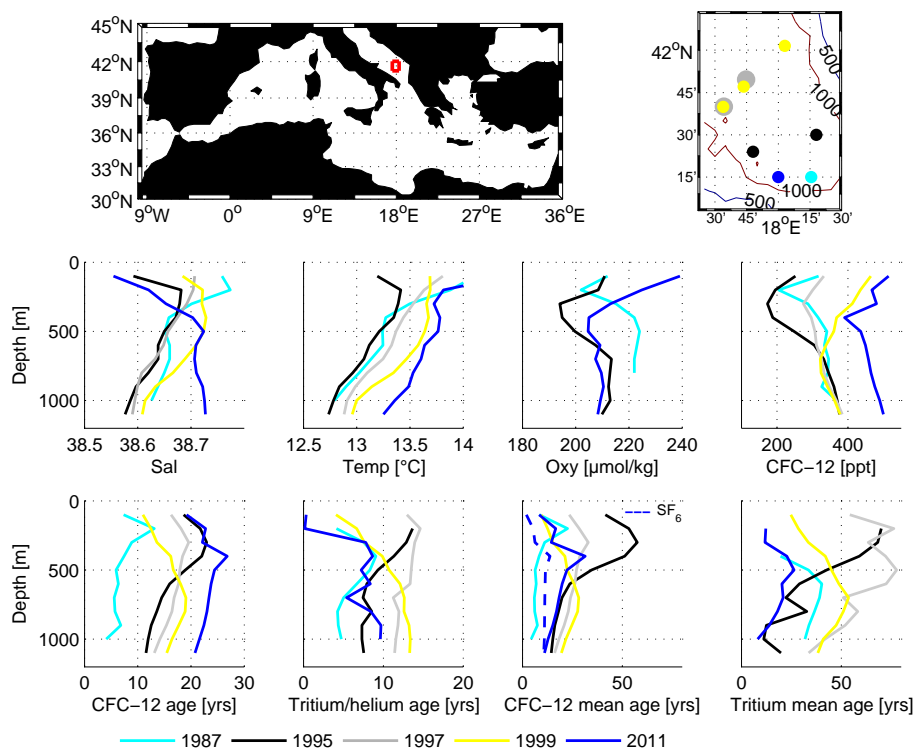 45°N
42°N
39°N
36°N
33°N
30°N
9°W 0° 9°E 18°E 27°E 36°E
42°N
45'
30'
15'
30' 45' 18°E 15' 30'
500
1000
500
1000
0
500
1000
Depth [m]
38.5 38.6 38.7
Sal
12.5 13 13.5 14
Temp [°C]
180 200 220 240
Oxy [µmol/kg]
200 400
CFC−12 [ppt]
0
500
1000
Depth [m]
0 10 20 30
CFC−12 age [yrs]
0 10 20
Tritium/helium age [yrs]
SF6
0 50
CFC−12 mean age [yrs]
0 50
Tritium mean age [yrs]
1987 1995 1997 1999 2011